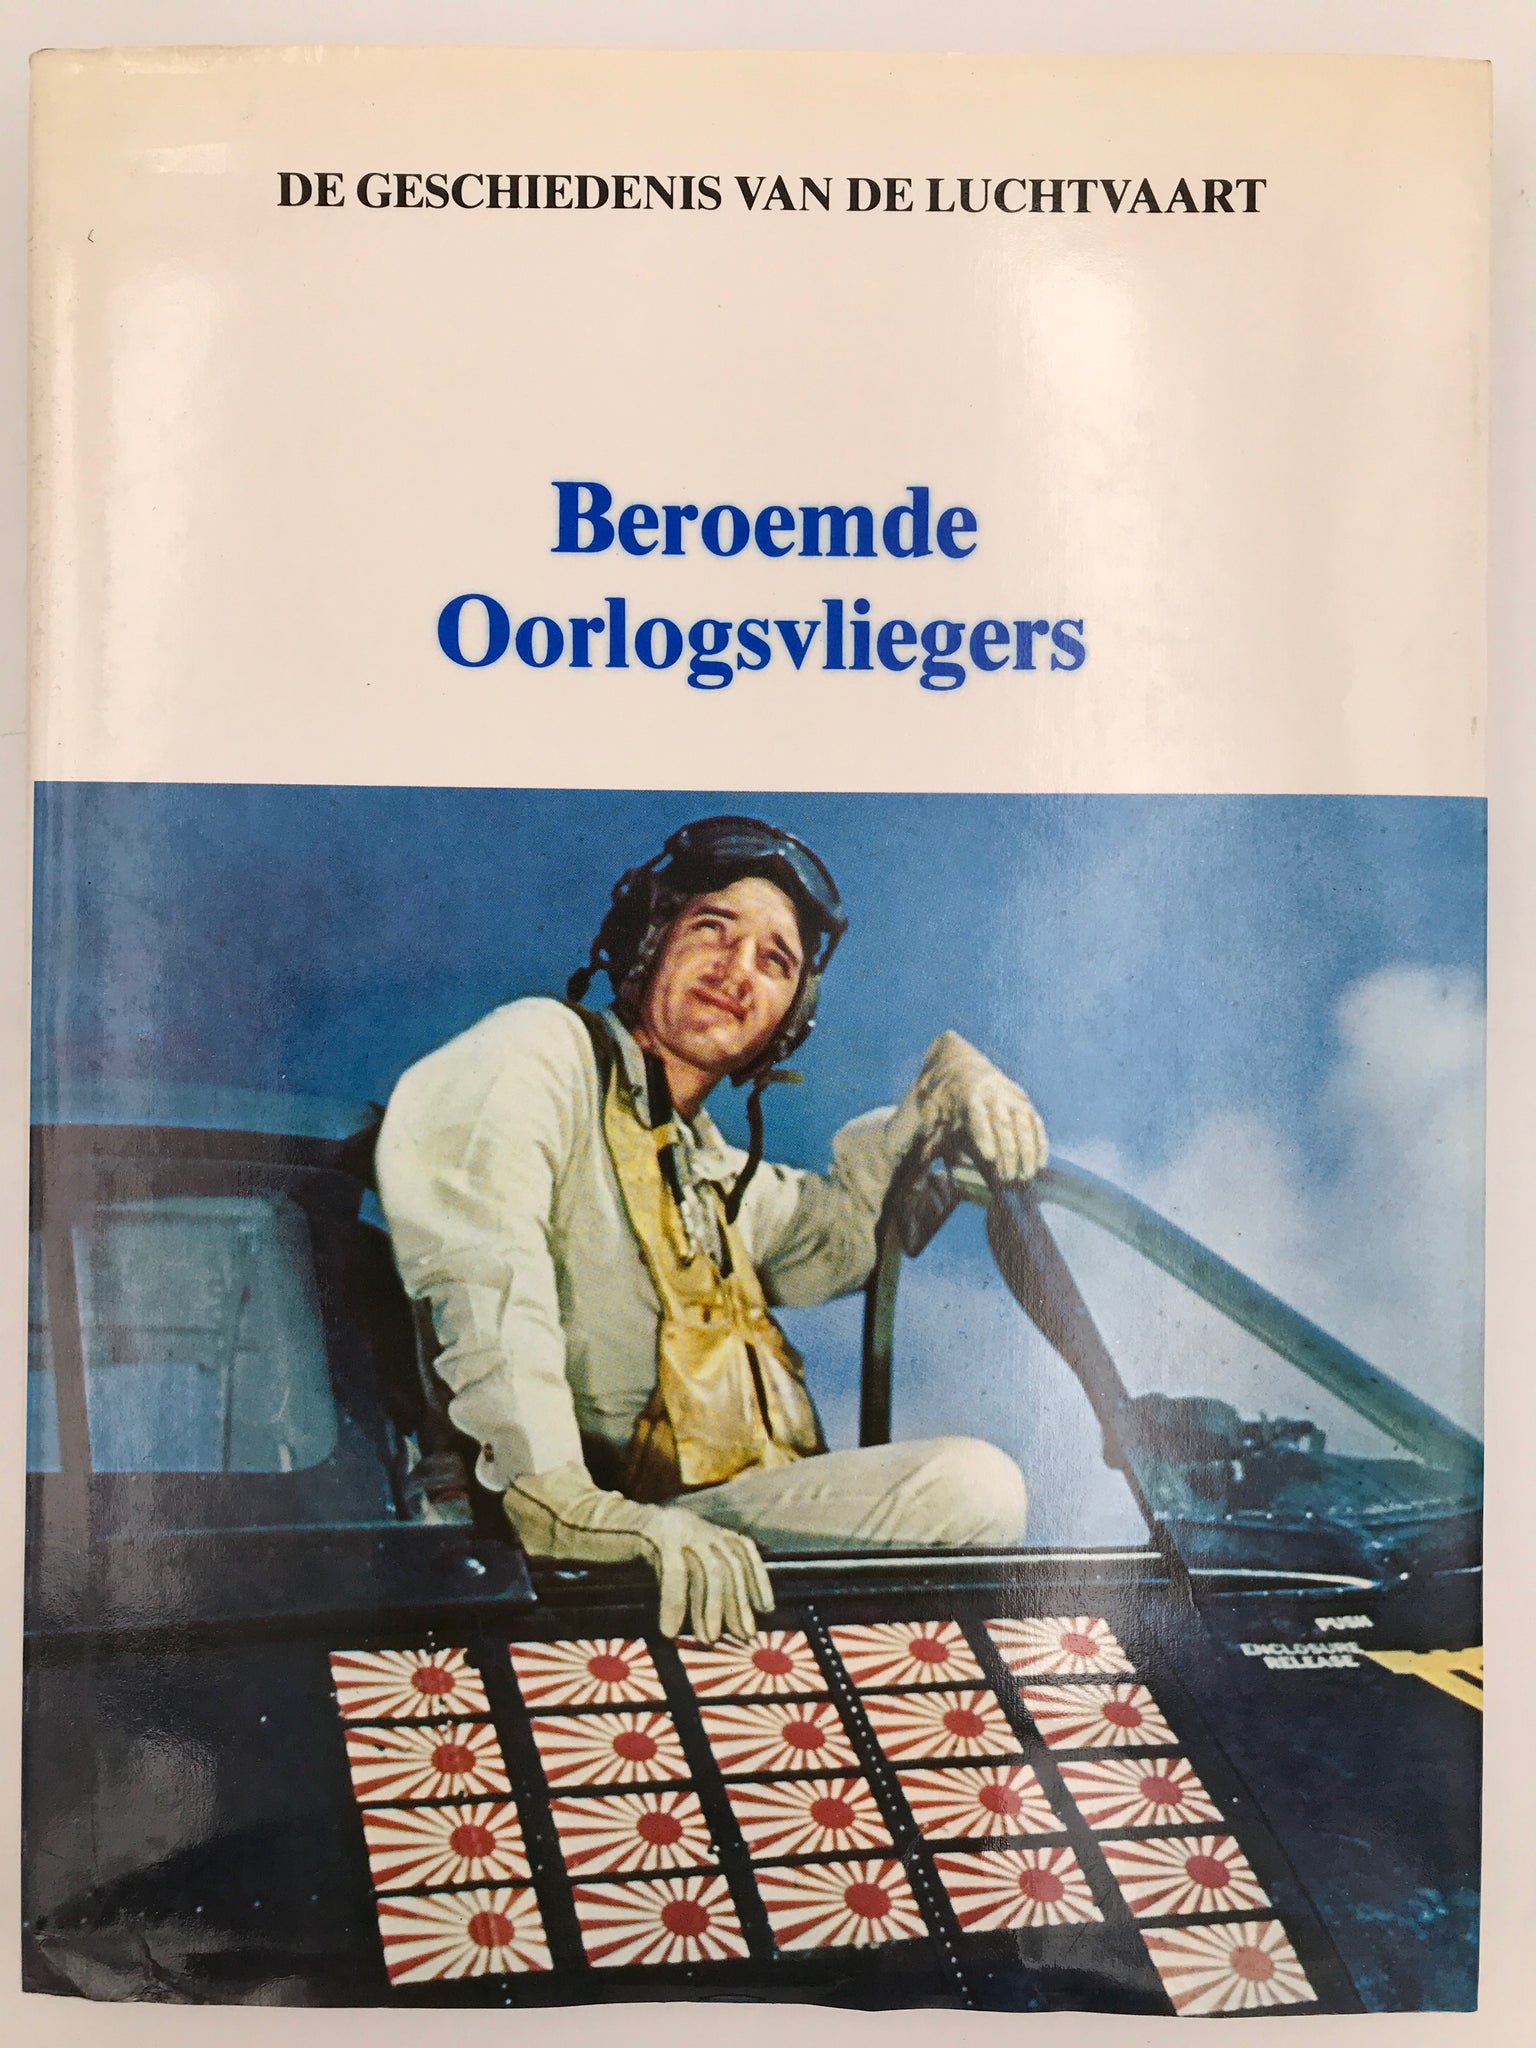 DE GESCHIEDENIS VAN DE LUCHTVAART
Beroemde
Oorlogsvliegers
PUSH
ENCLOSURE
RELEASE